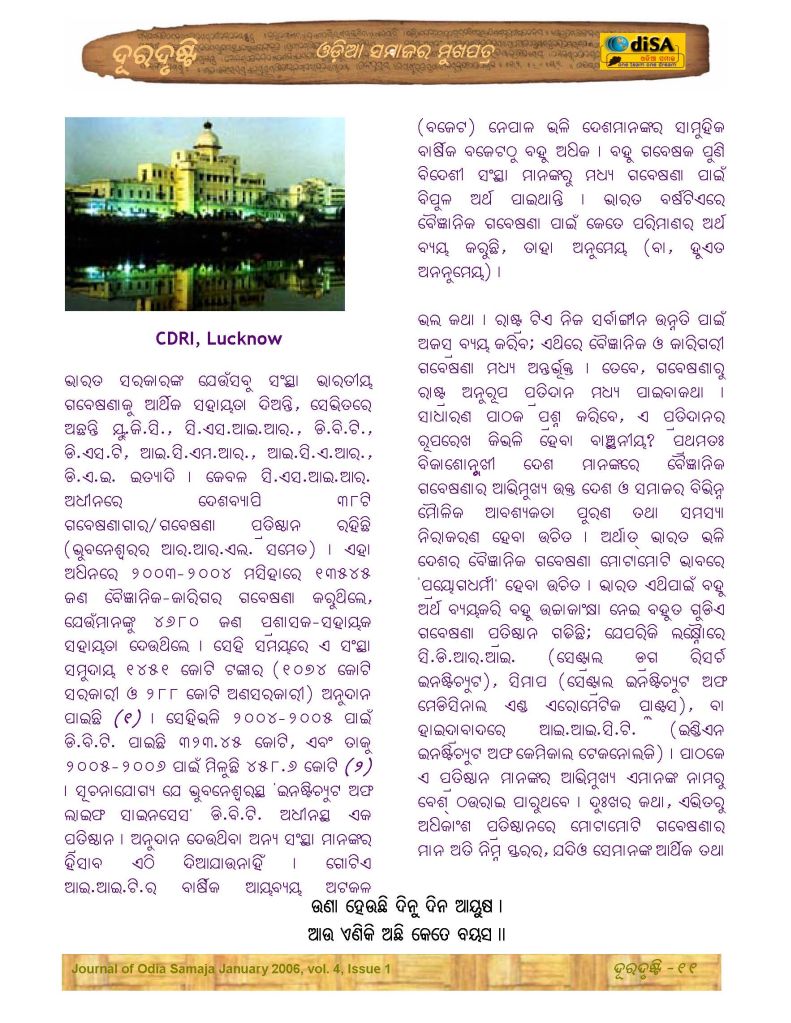 ଦୂରଦୃଷ୍ଟି
ଓଡ଼ିଆ ସମାଜର ମୁଖପତ୍ର
diSA
ଓଡ଼ିଆ ସମାଜ
one team one dream
CDRI, Lucknow
ଭାରତ ସରକାରଙ୍କ ଯେଉଁସବୁ ସଂସ୍ଥା ଭାରତୀୟ
ଗବେଷଣାକୁ ଆର୍ଥିକ ସହାୟତା ଦିଅନ୍ତି, ସେଭିତରେ
ଅଛନ୍ତି ୟୁ.ଜି.ସି., ସି.ଏସ.ଆଇ.ଆର., ଡି.ବି.ଟି.,
ଡି.ଏସ.ଟି, ଆଇ.ସି.ଏମ.ଆର., ଆଇ.ସି.ଏ.ଆର.,
ଡି.ଏ.ଇ. ଇତ୍ୟାଦି । କେବଳ ସି.ଏସ.ଆଇ.ଆର.
ଅଧୀନରେ ଦେଶବ୍ୟାପି ୩୮ଟି
ଗବେଷଣାଗାର/ଗବେଷଣା ପ୍ରତିଷ୍ଠାନ ରହିଛି
(ଭୁବନେଶ୍ୱରର ଆର.ଆର.ଏଲ. ସମେତ) । ଏହା
ଅଧିନରେ ୨୦୦୩-୨୦୦୪ ମସିହାରେ ୧୩୫୪୫
ଜଣ ବୈଜ୍ଞାନିକ-କାରିଗର ଗବେଷଣା କରୁଥିଲେ,
ଯେଉଁମାନଙ୍କୁ ୪୬୮୦ ଜଣ ପ୍ରଶାସକ-ସହାୟକ
ସହାୟତା ଦେଉଥିଲେ । ସେହି ସମୟରେ ଏ ସଂସ୍ଥା
ସମୁଦାୟ ୧୪୫୧ କୋଟି ଟଙ୍କାର (୧୦୭୪ କୋଟି
ସରକାରୀ ଓ ୨୮୮ କୋଟି ଅଣସରକାରୀ) ଅନୁଦାନ
ପାଇଛି (୧) । ସେହିଭଳି ୨୦୦୪-୨୦୦୫ ପାଇଁ
ଡି.ବି.ଟି. ପାଇଛି ୩୨୩.୪୫ କୋଟି, ଏବଂ ତାକୁ
୨୦୦୫-୨୦୦୬ ପାଇଁ ମିଳୁଛି ୪୫୮.୬ କୋଟି (୨)
। ସୂଚନାଯୋଗ୍ୟ ଯେ ଭୁବନେଶ୍ୱରସ୍ଥ 'ଇନଷ୍ଟିଚ୍ୟୁଟ ଅଫ
ଲାଇଫ ସାଇନସେସ' ଡି.ବି.ଟି. ଅଧୀନସ୍ଥ ଏକ
ପ୍ରତିଷ୍ଠାନ । ଅନୁଦାନ ଦେଉଥିବା ଅନ୍ୟ ସଂସ୍ଥା ମାନଙ୍କର
ହିସାବ ଏଠି ଦିଆଯାଉନାହିଁ । ଗୋଟିଏ
ଆଇ.ଆଇ.ଟି.ର ବାର୍ଷିକ ଆୟବ୍ୟୟ ଅଟକଳ
(ବଜେଟ) ନେପାଳ ଭଳି ଦେଶମାନଙ୍କର ସାମୁହିକ
ବାର୍ଷିକ ବଜେଟଠୁ ବହୁ ଅଧିକ । ବହୁ ଗବେଷକ ପୁଣି
ବିଦେଶୀ ସଂସ୍ଥା ମାନଙ୍କରୁ ମଧ୍ୟ ଗବେଷଣା ପାଇଁ
ବିପୁଳ ଅର୍ଥ ପାଇଥାନ୍ତି । ଭାରତ ବର୍ଷଟିଏରେ
ବୈଜ୍ଞାନିକ ଗବେଷଣା ପାଇଁ କେତେ ପରିମାଣର ଅର୍ଥ
ବ୍ୟୟ କରୁଛି, ତାହା ଅନୁମେୟ (ବା, ହୁଏତ
ଅନନୁମେୟ) ।
ଭଲ କଥା । ରାଷ୍ଟ୍ର ଟିଏ ନିଜ ସର୍ବାଙ୍ଗୀନ ଉନ୍ନତି ପାଇଁ
ଅଜସ୍ର ବ୍ୟୟ କରିବ; ଏଥିରେ ବୈଜ୍ଞାନିକ ଓ କାରିଗରୀ
ଗବେଷଣା ମଧ୍ୟ ଅନ୍ତର୍ଭୁକ୍ତ । ତେବେ, ଗବେଷଣାରୁ
ରାଷ୍ଟ୍ର ଅନୁରୂପ ପ୍ରତିଦାନ ମଧ୍ୟ ପାଇବାକଥା ।
ସାଧାରଣ ପାଠକ ପ୍ରଶ୍ନ କରିବେ, ଏ ପ୍ରତିଦାନର
ରୂପରେଖ କିଭଳି ହେବା ବାଞ୍ଛନୀୟ? ପ୍ରଥମତଃ
ବିକାଶୋନ୍ମୁଖୀ ଦେଶ ମାନଙ୍କରେ ବୈଜ୍ଞାନିକ
ଗବେଷଣାର ଆଭିମୁଖ୍ୟ ଉକ୍ତ ଦେଶ ଓ ସମାଜର ବିଭିନ୍ନ
ମୌଳିକ ଆବଶ୍ୟକତା ପୁରଣ ତଥା ସମସ୍ୟା
ନିରାକରଣ ହେବା ଉଚିତ । ଅର୍ଥାତ୍ ଭାରତ ଭଳି
ଦେଶର ବୈଜ୍ଞାନିକ ଗବେଷଣା ମୋଟାମୋଟି ଭାବରେ
'ପ୍ରୟୋଗଧର୍ମୀ' ହେବା ଉଚିତ । ଭାରତ ଏଥିପାଇଁ ବହୁ
ଅର୍ଥ ବ୍ୟୟକରି ବହୁ ଉଚ୍ଚାକାଂକ୍ଷା ନେଇ ବହୁତ ଗୁଡିଏ
ଗବେଷଣା ପ୍ରତିଷ୍ଠାନ ଗଢିଛି; ଯେପରିକି ଲକ୍ଷ୍ନୌରେ
ସି.ଡି.ଆର.ଆଇ. (ସେଣ୍ଟ୍ରାଲ ଡ୍ରଗ ରିସର୍ଚ
ଇନଷ୍ଟିଚ୍ୟୁଟ), ସିମାପ (ସେଣ୍ଟ୍ରାଲ ଇନଷ୍ଟିଚ୍ୟୁଟ ଅଫ
ମେଡିସିନାଲ ଏଣ୍ଡ ଏରୋମେଟିକ ପ୍ଲାଣ୍ଟସ), ବା
ହାଇଦ୍ରାବାଦରେ ଆଇ.ଆଇ.ସି.ଟି. (ଇଣ୍ଡିଏନ
ଇନଷ୍ଟିଚ୍ୟୁଟ ଅଫ କେମିକାଲ ଟେକନୋଲଜି) । ପାଠକେ
ଏ ପ୍ରତିଷ୍ଠାନ ମାନଙ୍କର ଆଭିମୁଖ୍ୟ ଏମାନଙ୍କ ନାମରୁ
ବେଶ୍ ଠଉରାଇ ପାରୁଥିବେ । ଦୁଃଖର କଥା, ଏଭିତରୁ
ଅଧିକାଂଶ ପ୍ରତିଷ୍ଠାନରେ ମୋଟାମୋଟି ଗବେଷଣାର
ମାନ ଅତି ନିମ୍ନ ସ୍ତରର, ଯଦିଓ ସେମାନଙ୍କ ଆର୍ଥିକ ତଥା
ଉଣା ହେଉଛି ଦିନୁ ଦିନ ଆୟୁଷ ।
ଆଉ ଏଣିକି ଅଛି କେତେ ବୟସ ॥
Journal of Odia Samaja January 2006, vol. 4, Issue 1
ଦୂରଦୃଷ୍ଟି - ୧୧